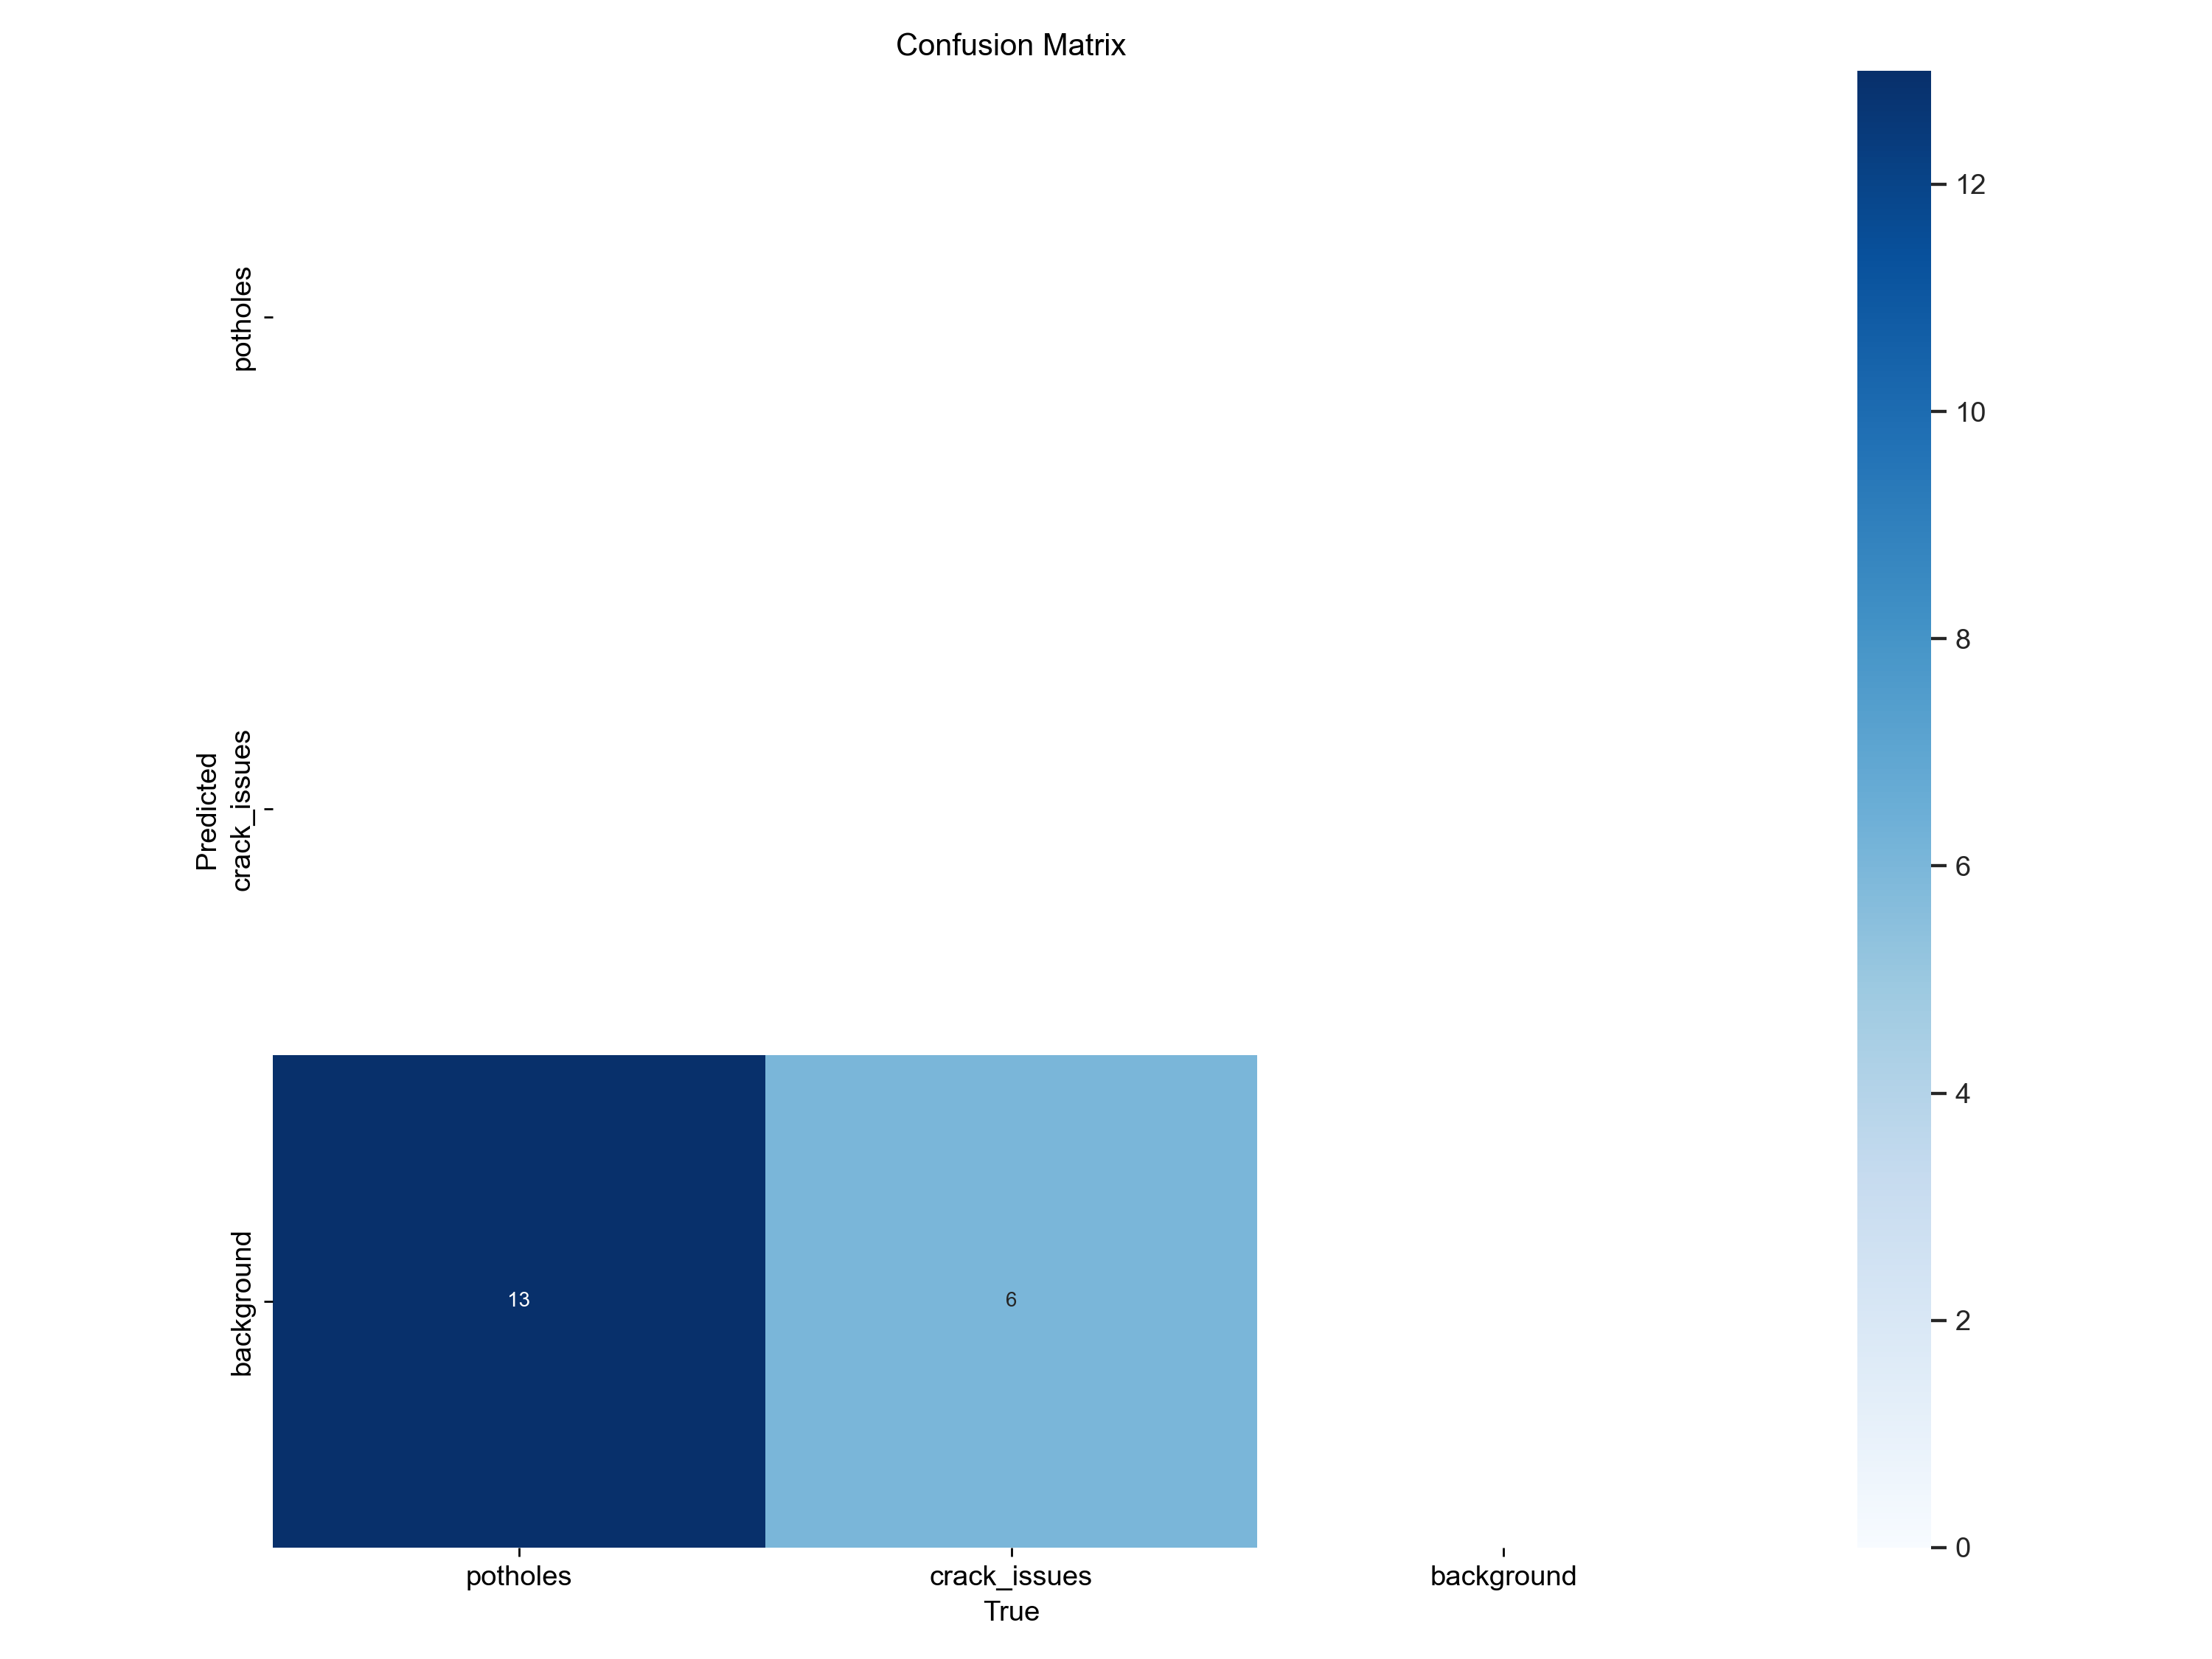 Confusion Matrix
potholes
crack_issues
background
Predicted
13
6
potholes
crack_issues
background
True
12
10
8
6
4
2
0